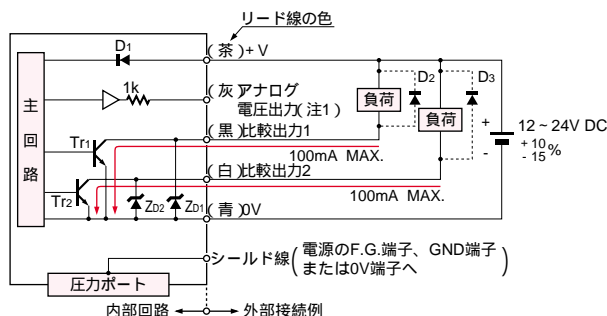 リード線の色
D1
(茶)+V
1k
(灰)アナログ
電圧出力(注1)
主回路
Tr1
(黒)比較出力1
100mA MAX.
負荷
D2
負荷
D3
+
-
12~24V DC
+10
-15 %
Tr2
(白)比較出力2
100mA MAX.
ZD2
ZD1
(青)0V
シールド線(電源のF.G.端子、GND端子
または0V端子へ)
圧力ポート
内部回路
外部接続例